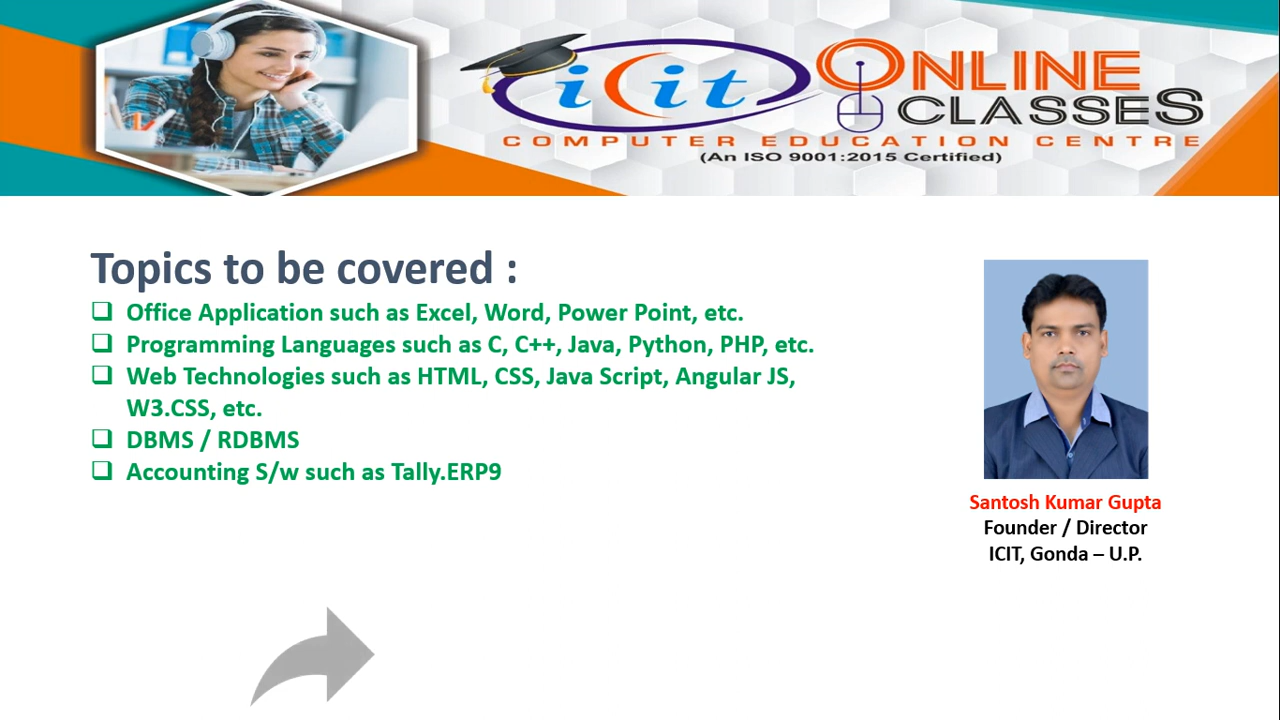 icit ONLINE
CLASSES
COMPUTER EDUCATION CENTRE
(An ISO 9001:2015 Certified)
Topics to be covered :
Office Application such as Excel, Word, Power Point, etc.
Programming Languages such as C, C++, Java, Python, PHP, etc.
Web Technologies such as HTML, CSS, Java Script, Angular JS,
W3.CSS, etc.
DBMS / RDBMS
Accounting S/w such as Tally.ERP9
Santosh Kumar Gupta
Founder / Director
ICIT, Gonda – U.P.